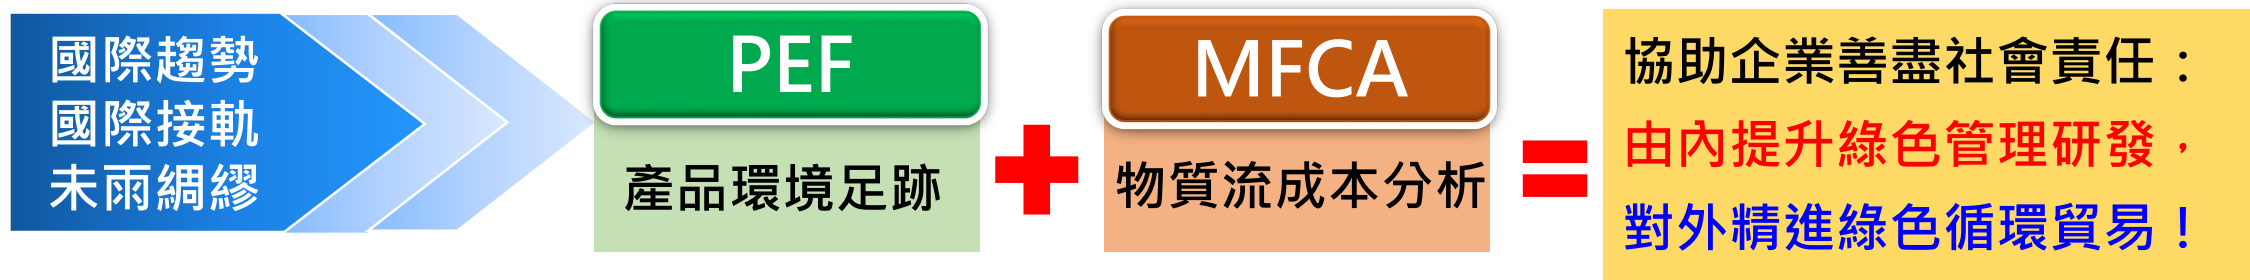 國際趨勢
國際接軌
未雨綢繆
PEF
產品環境足跡
MFCA
物質流成本分析
協助企業善盡社會責任：
由內提升綠色管理研發，
對外精進綠色循環貿易！